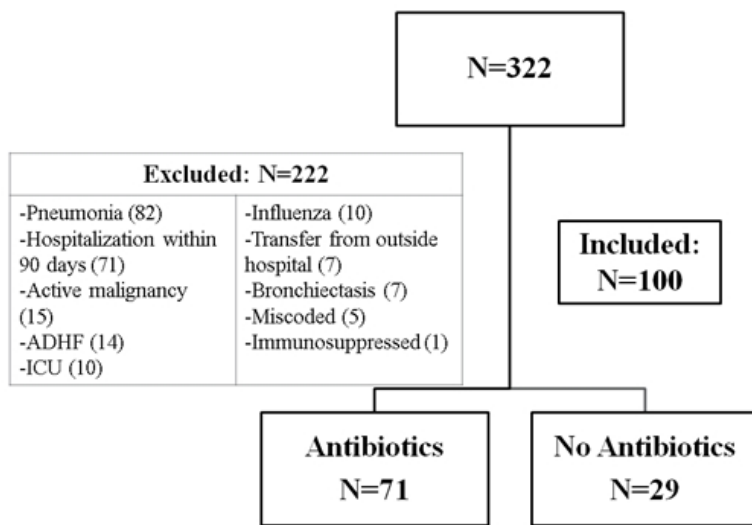 N=322
Excluded: N=222
-Pneumonia (82)
-Hospitalization within
90 days (71)
-Active malignancy
(15)
-ADHF (14)
-ICU (10)
-Influenza (10)
-Transfer from outside
hospital (7)
-Bronchiectasis (7)
-Miscoded (5)
-Immunosuppressed (1)
Included:
N=100
Antibiotics
N=71
No Antibiotics
N=29